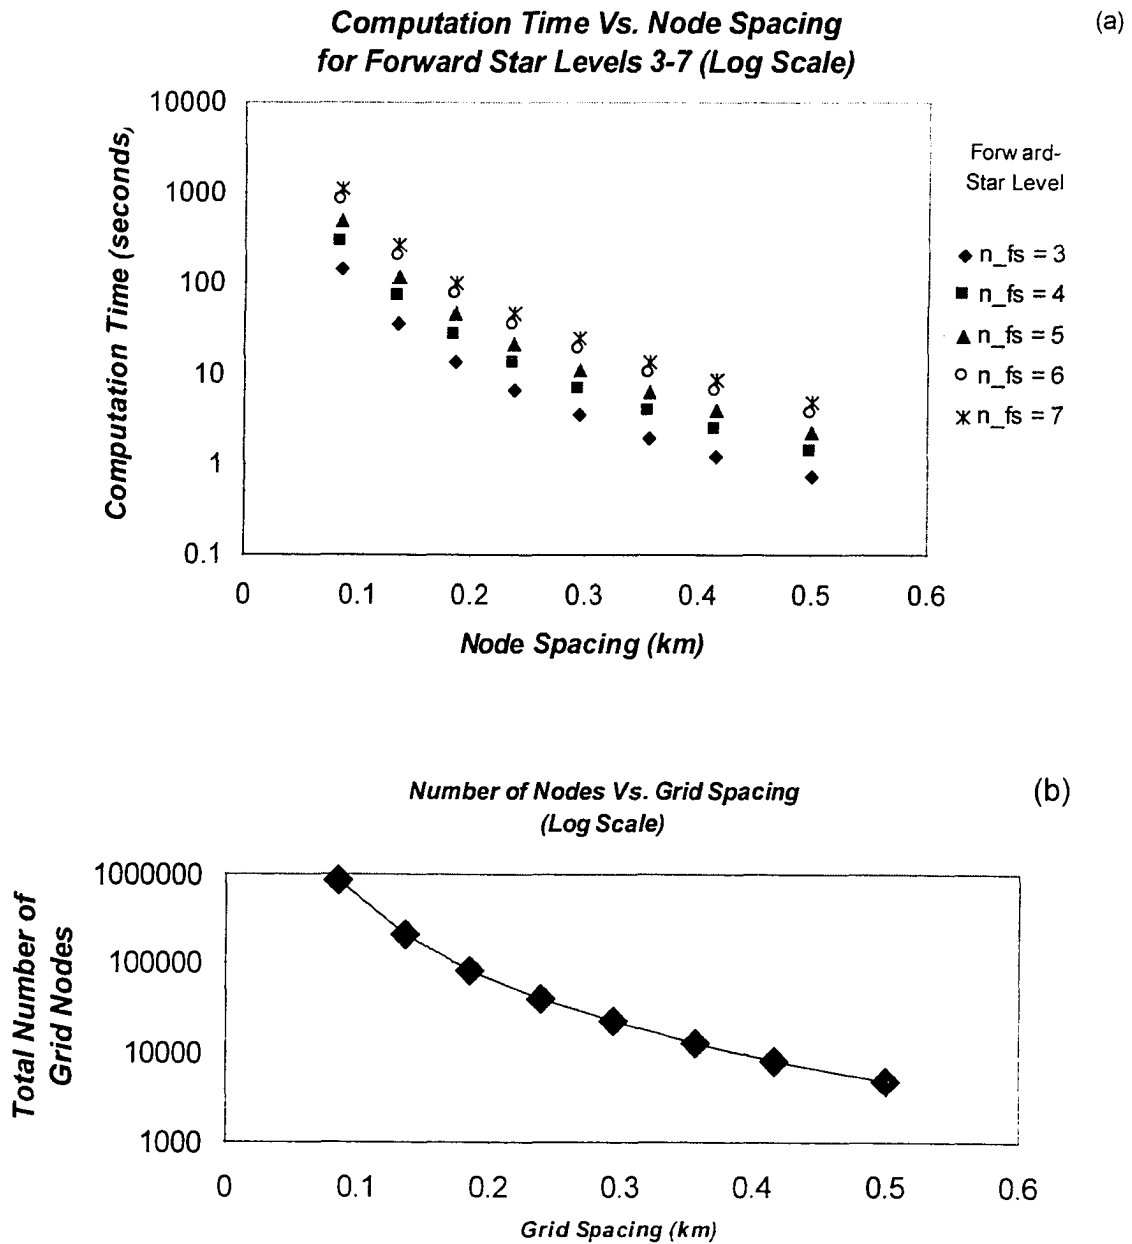 Computation Time Vs. Node Spacing
for Forward Star Levels 3-7 (Log Scale)
(a)
Computation Time (seconds,
10000
1000
100
10
1
0.1
0
0.1
0.2
0.3
0.4
0.5
0.6
Node Spacing (km)
Forward-
Star Level
n_fs = 3
n_fs = 4
n_fs = 5
n_fs = 6
n_fs = 7
Number of Nodes Vs. Grid Spacing
(Log Scale)
(b)
Total Number of
Grid Nodes
1000000
100000
10000
1000
0
0.1
0.2
0.3
0.4
0.5
0.6
Grid Spacing (km)